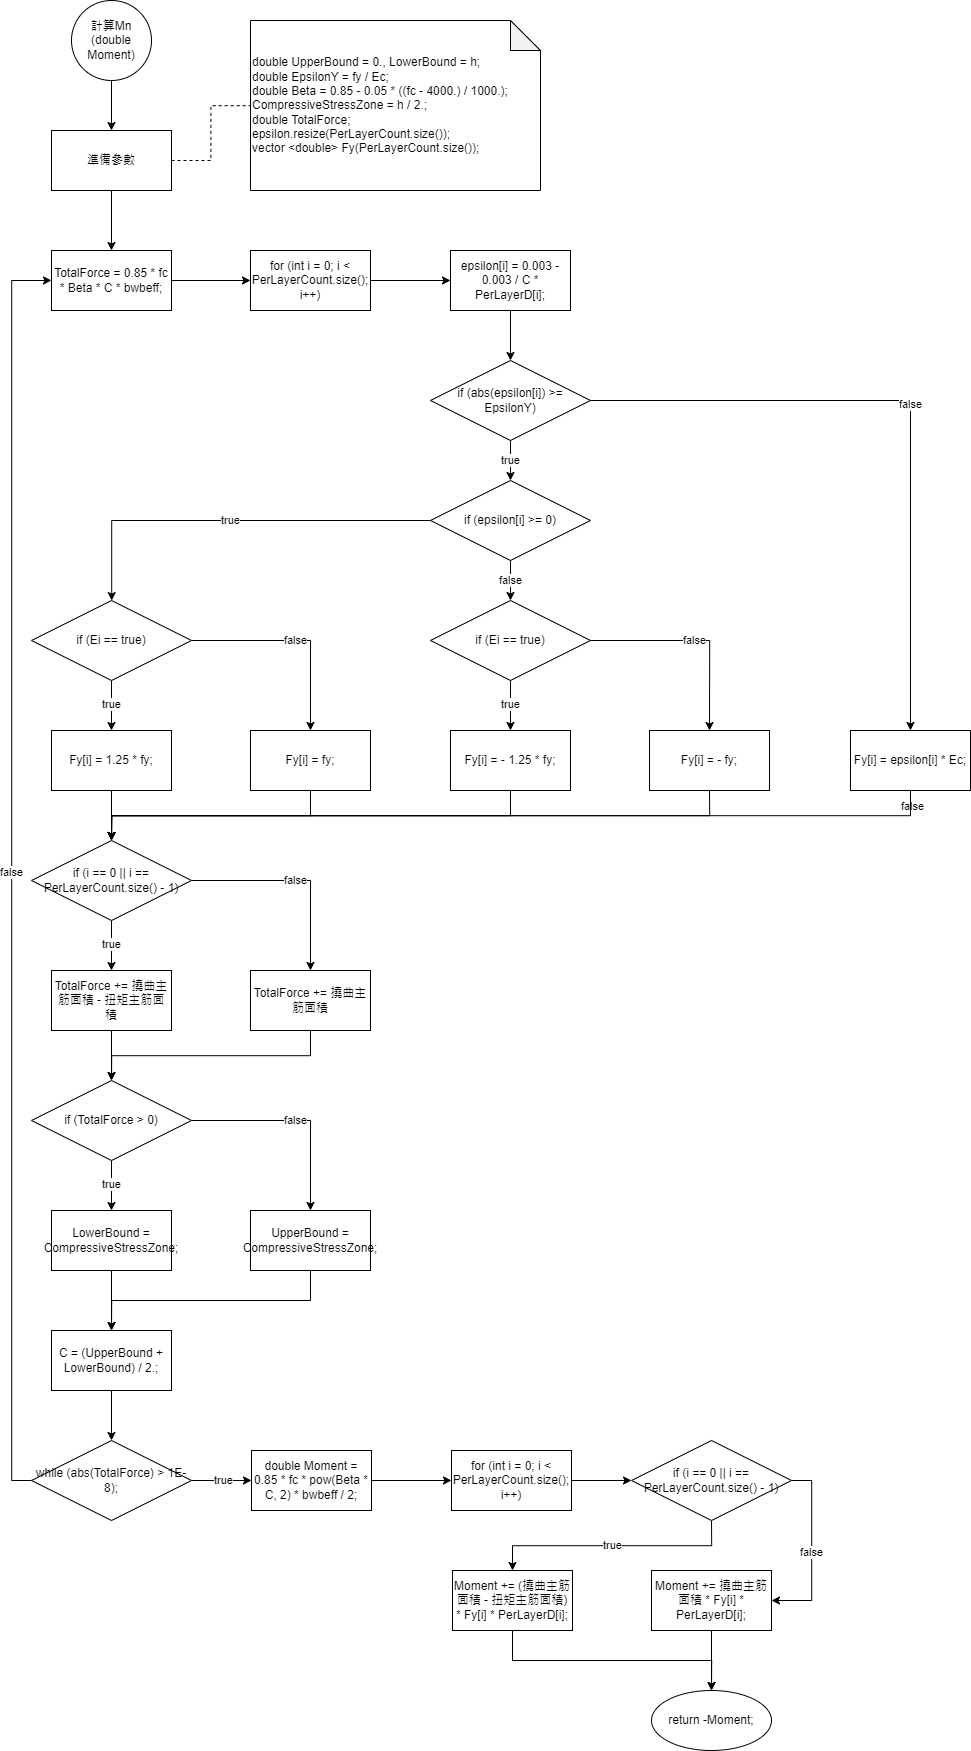 計算Mn
(double
Moment)
double UpperBound = 0., LowerBound = h;
double EpsilonY = fy / Ec;
double Beta = 0.85 - 0.05 * ((fc - 4000.) / 1000.);
CompressiveStressZone = h / 2.;
double TotalForce;
epsilon.resize(PerLayerCount.size());
vector <double> Fy(PerLayerCount.size());
準備參數
TotalForce = 0.85 * fc
* Beta * C * bwbeff;
for (int i = 0; i <
PerLayerCount.size();
i++)
epsilon[i] = 0.003 -
0.003 / C *
PerLayerD[i];
if (abs(epsilon[i]) >=
EpsilonY)
false
true
if (epsilon[i] >= 0)
true
false
if (Ei == true)
false
if (Ei == true)
false
true
true
Fy[i] = 1.25 * fy;
Fy[i] = fy;
Fy[i] = - 1.25 * fy;
Fy[i] = - fy;
Fy[i] = epsilon[i] * Ec;
false
if (i == 0 || i ==
PerLayerCount.size() - 1)
false
false
true
TotalForce += 撓曲主
筋面積 - 扭矩主筋面
積
TotalForce += 撓曲主
筋面積
if (TotalForce > 0)
false
true
LowerBound =
CompressiveStressZone;
UpperBound =
CompressiveStressZone;
C = (UpperBound +
LowerBound) / 2.;
while (abs(TotalForce) > 1E-
8);
true
double Moment =
0.85 * fc * pow(Beta *
C, 2) * bwbeff / 2;
for (int i = 0; i <
PerLayerCount.size();
i++)
if (i == 0 || i ==
PerLayerCount.size() - 1)
true
false
Moment += (撓曲主筋
面積 - 扭矩主筋面積)
* Fy[i] * PerLayerD[i];
Moment += 撓曲主筋
面積 * Fy[i] *
PerLayerD[i];
return -Moment;